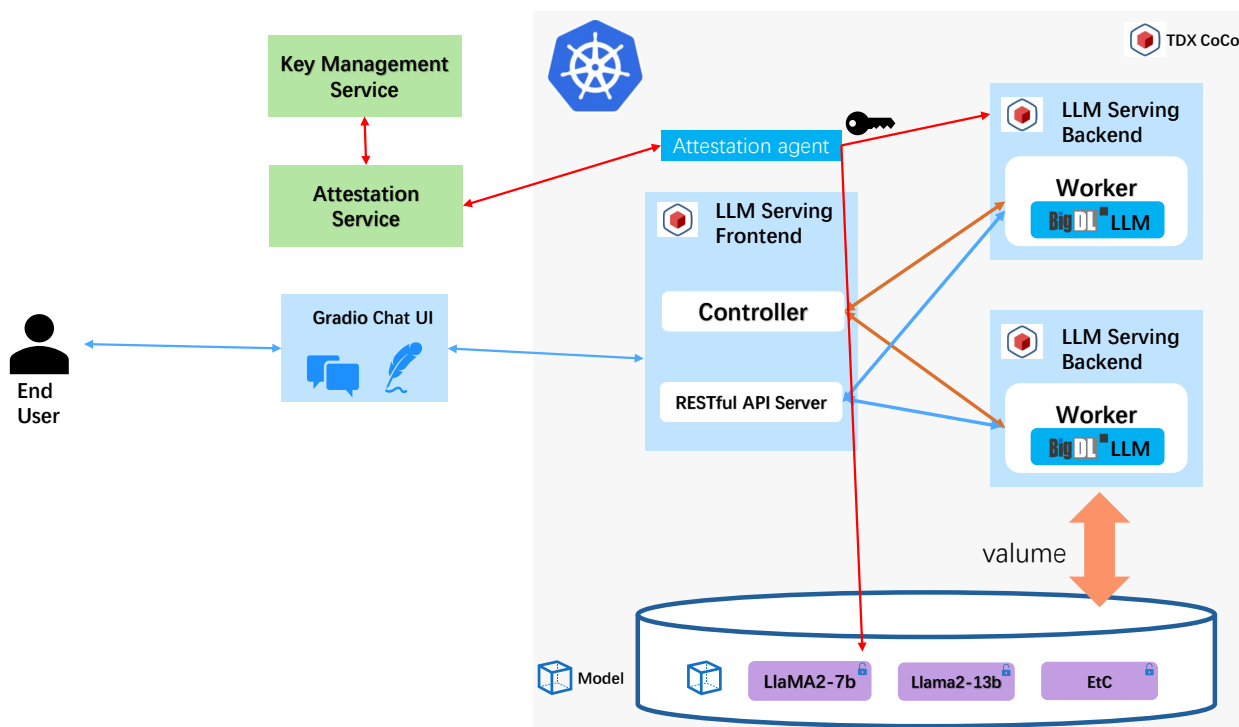 TDX CoCo
Key Management
Service
Attestation
Service
Attestation agent
LLM Serving
Frontend
Controller
RESTful API Server
LLM Serving
Backend
Worker
BigDL LLM
LLM Serving
Backend
Worker
BigDL LLM
Gradio Chat UI
End
User
valume
Model
LlaMA2-7b
Llama2-13b
EtC